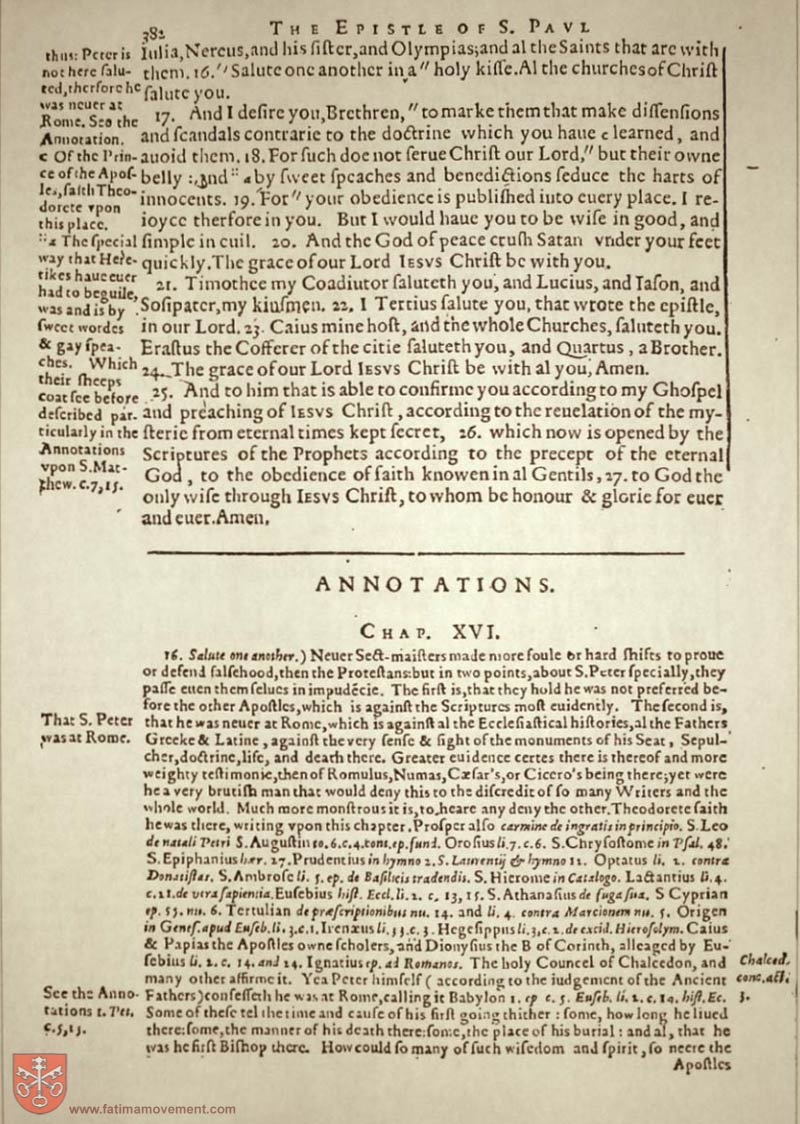 382 THE EPISTLE OF S. PAVL
Iulia, Nereus, and his ſiſter, and Olympias; and al the Saints that are with
them. 16. " Salute one another in a " holy kiſſe. Al the churches of Chriſt
ſalute you.
17. And I deſire you, Brethren, " to marke them that make diſſenſions
and ſcandals contrarie to the doctrine which you haue c learned, and
auoid them. 18. For ſuch doe not ſerue Chriſt our Lord, " but their owne
belly: and :: a by ſweet ſpeaches and benedictions ſeduce the harts of
innocents. 19. For " your obedience is publiſhed into euery place. I re-
ioyce therfore in you. But I would haue you to be wiſe in good, and
ſimple in euil. 20. And the God of peace cruſh Satan vnder your feet
quickly. The grace of our Lord IESVS Chriſt be with you.
21. Timothee my Coadiutor ſaluteth you, and Lucius, and Iaſon, and
Soſipater, my kinſmen. 22. I Tertius ſalute you, that wrote the epiſtle,
in our Lord. 23. Caius mine hoſt, and the whole Churches, ſaluteth you.
Eraſtus the Cofferer of the citie ſaluteth you, and Quartus, a Brother.
24. The grace of our Lord IESVS Chriſt be with al you, Amen.
25. And to him that is able to confirme you according to my Ghoſpel
and preaching of IESVS Chriſt, according to the reuelation of the my-
ſterie from eternal times kept ſecret, 26. which now is opened by the
Scriptures of the Prophets according to the precept of the eternal
God, to the obedience of faith knowen in al Gentils, 27. to God the
only wiſe through IESVS Chriſt, to whom be honour & glorie for euer
and euer. Amen.
thus: Peter is
not here ſalu-
ted, therfore he
was neuer at
Rome. See the
Annotation.
c Of the Prin-
ce of the Apoſ-
les, ſaith Theo-
dorete vpon
this place.
:: a The ſpecial
way that Here-
tikes haue euer
had to beguile,
was and is by
ſweet wordes
& gay ſpea-
ches. Which
their ſheeps
coat ſee before
deſcribed par-
ticularly in the
Annotations
vpon S. Mat-
thew. c. 7, 15.
ANNOTATIONS.
CHAP. XVI.
16. Salute one another.) Neuer Sect-maiſters made more foule or hard ſhifts to proue
or defend falſehood, then the Proteſtans: but in two points, about S. Peter ſpecially, they
paſſe euen them ſelues in impudēcie. The firſt is, that they hold he was not preferred be-
fore the other Apoſtles, which is againſt the Scriptures moſt euidently. The ſecond is,
that he was neuer at Rome, which is againſt al the Eccleſiaſtical hiſtories, al the Fathers
Greeke & Latine, againſt the very ſenſe & ſight of the monuments of his Seat, Sepul-
cher, doctrine, life, and death there. Greater euidence certes there is therof and more
weighty teſtimonie, then of Romulus, Numas, Cæſar's, or Cicero's being there; yet were
he a very brutiſh man that would deny this to the diſcredit of ſo many Writers and the
whole world. Much more monſtrous it is, to heare any deny the other. Theodorete ſaith
he was there, writing vpon this chapter. Proſper alſo carmine de ingratis in principio. S. Leo
de natali Petri S. Auguſtin to. 6. c. 4. cont. ep. fund. Oroſius li. 7. c. 6. S. Chryſoſtome in Pſal. 48.
S. Epiphanius hær. 27. Prudentius in hymno 2. S. Laurentij & hymno 12. Optatus li. 2. contra
Donatiſtas. S. Ambroſe li. 5. ep. de Baſilicis tradendis. S. Hierome in Catalogo. Lactantius li. 4.
c. 21. de vera ſapientia. Euſebius hiſt. Eccl. li. 2. c. 13, 15. S. Athanaſius de fuga ſua. S Cyprian
ep. 55. nu. 6. Tertulian de præſcriptionibus nu. 14. and li. 4. contra Marcionem nu. 5. Origen
in Geneſ. apud Euſeb. li. 3. c. 1. Irenæus li. 3. c. 3. Hegeſippus li. 3. c. 2. de excid. Hieroſolym. Caius
& Papias the Apoſtles owne ſcholers, and Dionyſius the B of Corinth, alleaged by Eu-
ſebius li. 2. c. 14. and 24. Ignatius ep. ad Romanos. The holy Councel of Chalcedon, and
many other affirme it. Yea Peter himſelf (according to the iudgement of the Ancient
Fathers) confeſſeth he was at Rome, calling it Babylon 1. ep c. 5. Euſeb. li. 2. c. 14. hiſt. Ec.
Some of theſe tel the time and cauſe of his firſt going thither: ſome, how long he liued
there: ſome, the manner of his death there: ſome, the place of his burial: and al, that he
was he firſt Biſhop there. How could ſo many of ſuch wiſedom and ſpirit, ſo neere the
Apoſtles
That S. Peter
was at Rome.
See the Anno-
tations 1. Pet.
c. 5, 13.
Chalced.
conc. act.
3.
www.fatimamovement.com